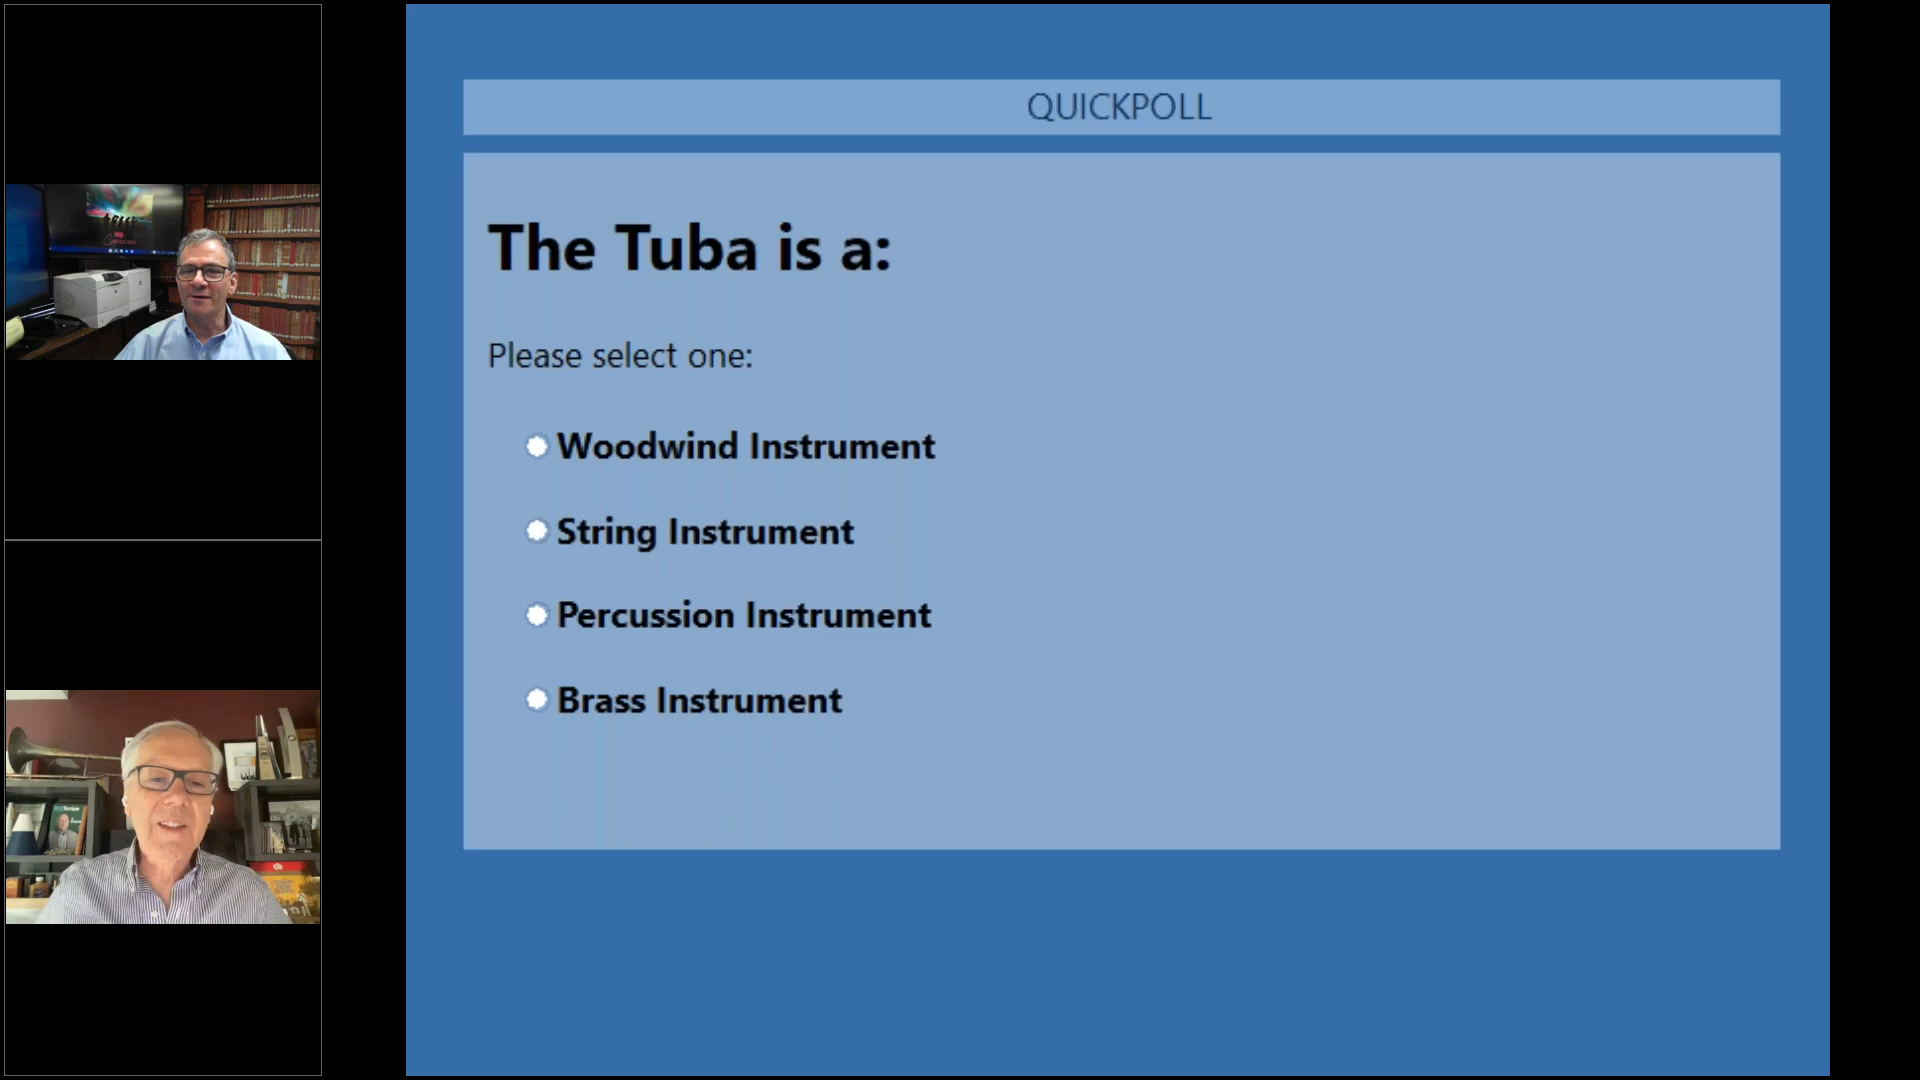 QUICKPOLL
The Tuba is a:
Please select one:
Woodwind Instrument
String Instrument
Percussion Instrument
Brass Instrument